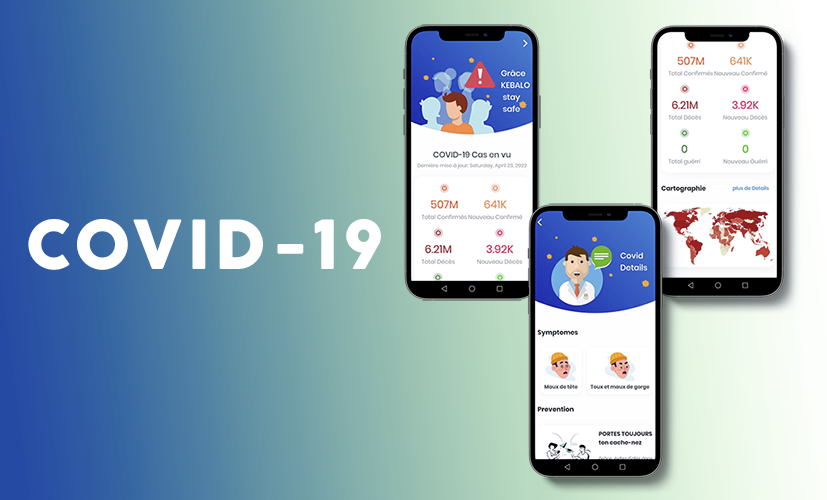 COVID-19
Grâce
KEBALO
stay
safe
COVID-19 Cas en vu
Dernière mise à jour: Saturday, April 23, 2022
507M
641K
Total Confirmés Nouveau Confirmé
6.21M
3.92K
Total Décès
Nouveau Décès
Covid
Details
Symptomes
Maux de tête
Toux et maux de gorge
Prevention
PORTES TOUJOURS
ton cache-nez
507M
641K
Total Confirmés Nouveau Confirmé
6.21M
3.92K
Total Décès
Nouveau Décès
0
0
Total guérri
Nouveau Guérri
Cartographie
plus de Details